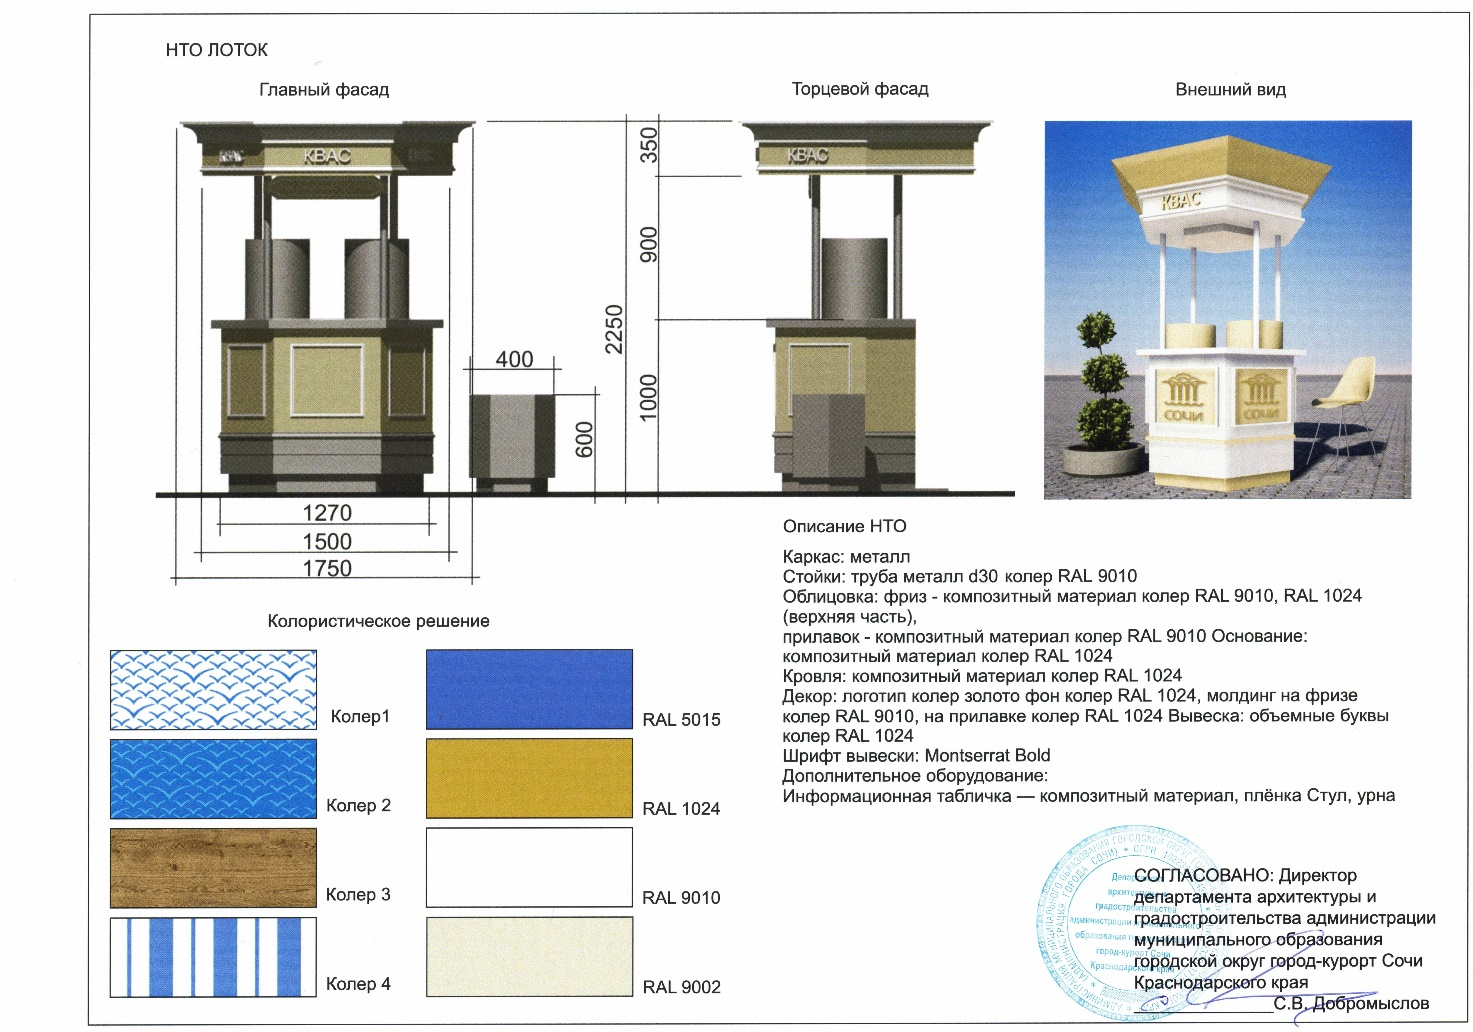 НТО ЛОТОК
Главный фасад
Торцевой фасад
Внешний вид
КВАС
КВАС
КВАС
КВАС
350
900
2250
1000
400
600
СОЧИ
СОЧИ
1270
1500
1750
Описание НТО
Каркас: металл
Стойки: труба металл d30 колер RAL 9010
Облицовка: фриз - композитный материал колер RAL 9010, RAL 1024
(верхняя часть),
прилавок - композитный материал колер RAL 9010 Основание:
композитный материал колер RAL 1024
Кровля: композитный материал колер RAL 1024
Декор: логотип колер золото фон колер RAL 1024, молдинг на фризе
колер RAL 9010, на прилавке колер RAL 1024 Вывеска: объемные буквы
колер RAL 1024
Шрифт вывески: Montserrat Bold
Дополнительное оборудование:
Информационная табличка — композитный материал, плёнка Стул, урна
Колористическое решение
Колер1
RAL 5015
Колер 2
RAL 1024
Колер 3
RAL 9010
Колер 4
RAL 9002
СОГЛАСОВАНО: Директор
департамента архитектуры и
градостроительства администрации
муниципального образования
городской округ город-курорт Сочи
Краснодарского края
С.В. Добромыслов
градостроительства
город-курорт Сочи
Краснодарского края